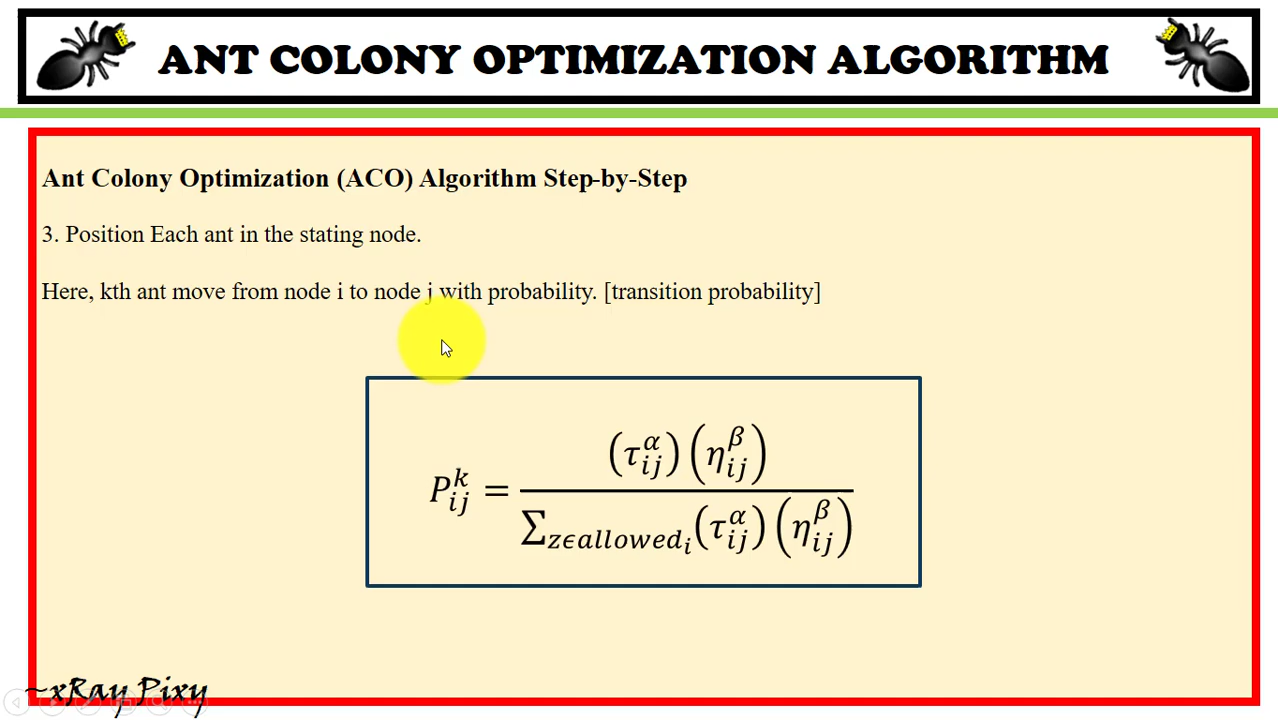 ANT COLONY OPTIMIZATION ALGORITHM
Ant Colony Optimization (ACO) Algorithm Step-by-Step
3. Position Each ant in the stating node.
Here, kth ant move from node i to node j with probability. [transition probability]
P_{ij}^{k} = \frac{(τ_{ij}^{α})(η_{ij}^{β})}{∑_{zϵallowed_i}(τ_{ij}^{α})(η_{ij}^{β})}
~xRay Pixy